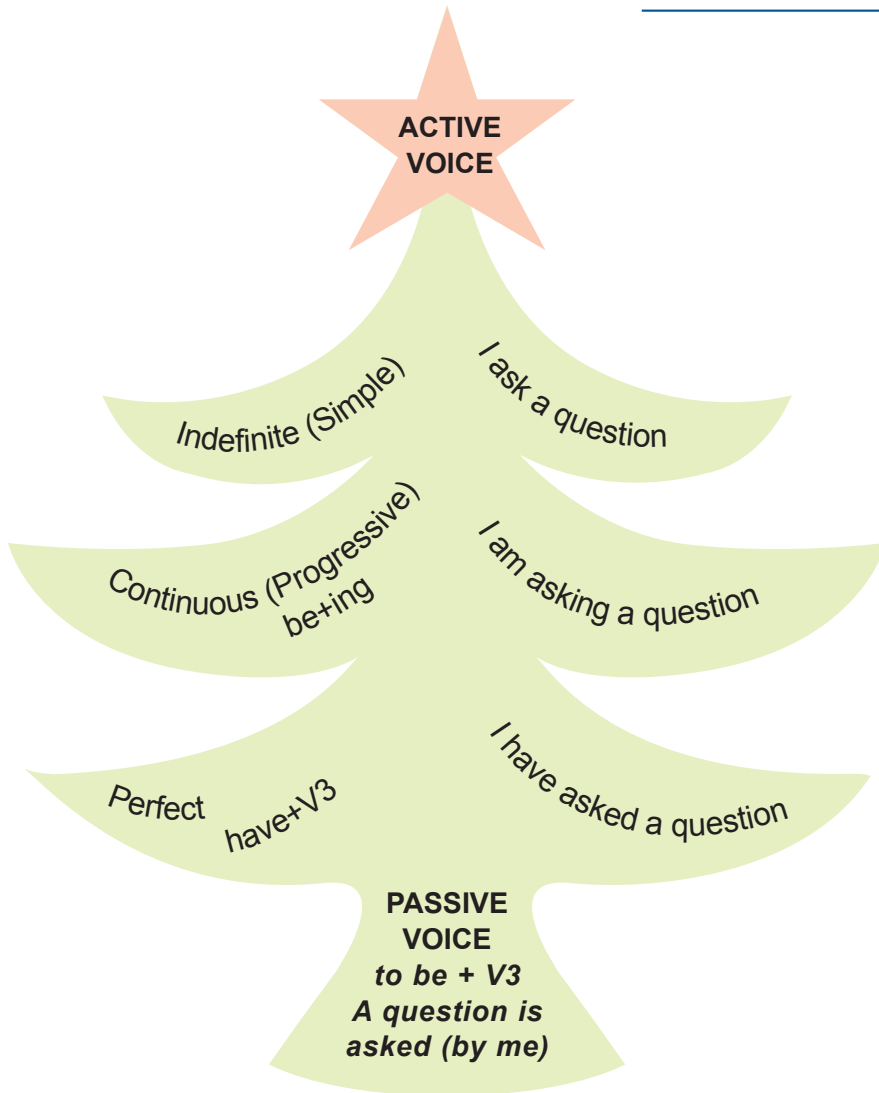 ACTIVE
VOICE
Indefinite (Simple)
I ask a question
Continuous (Progressive)
be+ing
I am asking a question
Perfect
have+V3
I have asked a question
PASSIVE
VOICE
to be + V3
A question is
asked (by me)